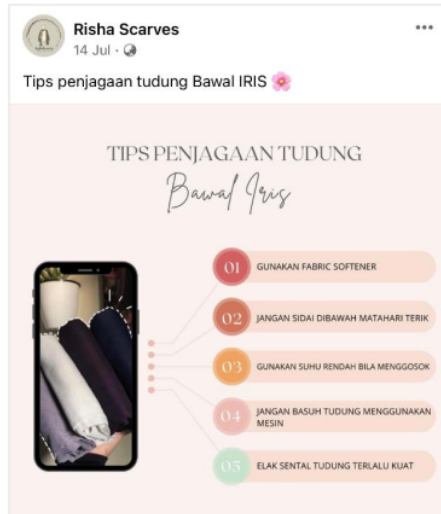 Risha Scarves
14 Jul ·
Tips penjagaan tudung Bawal IRIS 🌸
TIPS PENJAGAAN TUDUNG
Bawal Iris
01 GUNAKAN FABRIC SOFTENER
02 JANGAN SIDAI DIBAWAH MATAHARI TERIK
03 GUNAKAN SUHU RENDAH BILA MENGGOSOK
04 JANGAN BASUH TUDUNG MENGGUNAKAN
MESIN
05 ELAK SENTAL TUDUNG TERLALU KUAT